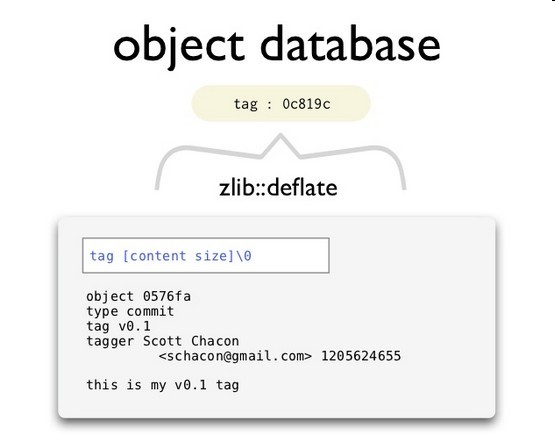 object database
tag : 0c819c
zlib::deflate
tag [content size]\0
object 0576fa
type commit
tag v0.1
tagger Scott Chacon
<schacon@gmail.com> 1205624655
this is my v0.1 tag